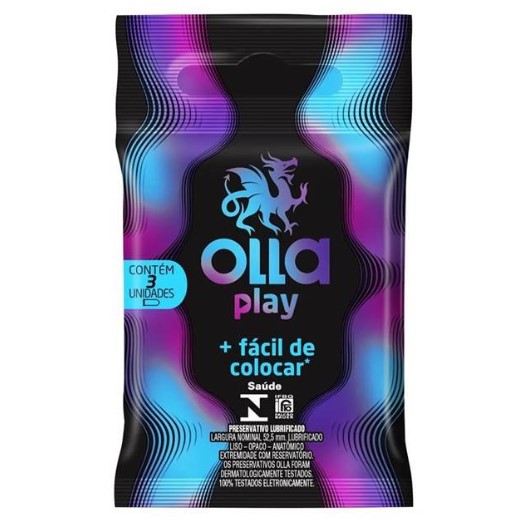 olla
play
CONTÉM
3
UNIDADES
+ fácil de
colocar*
Saúde
IFBQ
PRESERVATIVO LUBRIFICADO
LARGURA NOMINAL 52,5 mm, LUBRIFICADO
LISO - OPACO - ANATÔMICO
EXTREMIDADE COM RESERVATÓRIO.
OS PRESERVATIVOS OLLA FORAM
DERMATOLOGICAMENTE TESTADOS.
100% TESTADOS ELETRONICAMENTE.